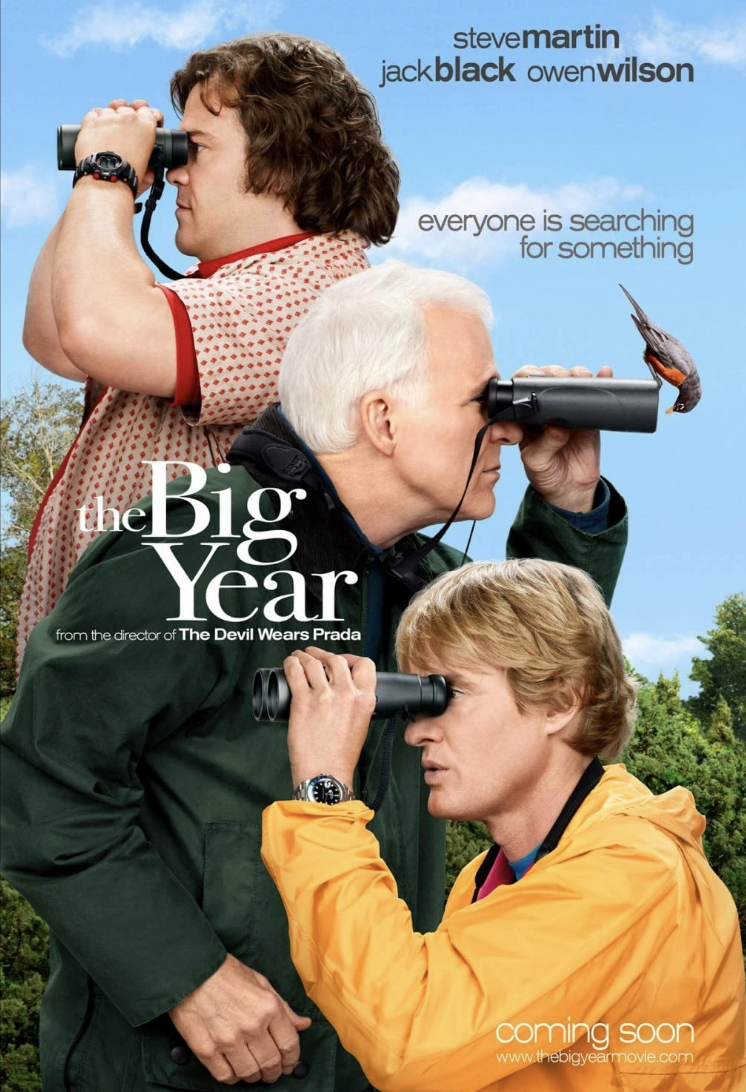 stevemartin
jackblack owenwilson
everyone is searching
for something
the Big
Year
from the director of The Devil Wears Prada
coming soon
www.thebigyearmovie.com